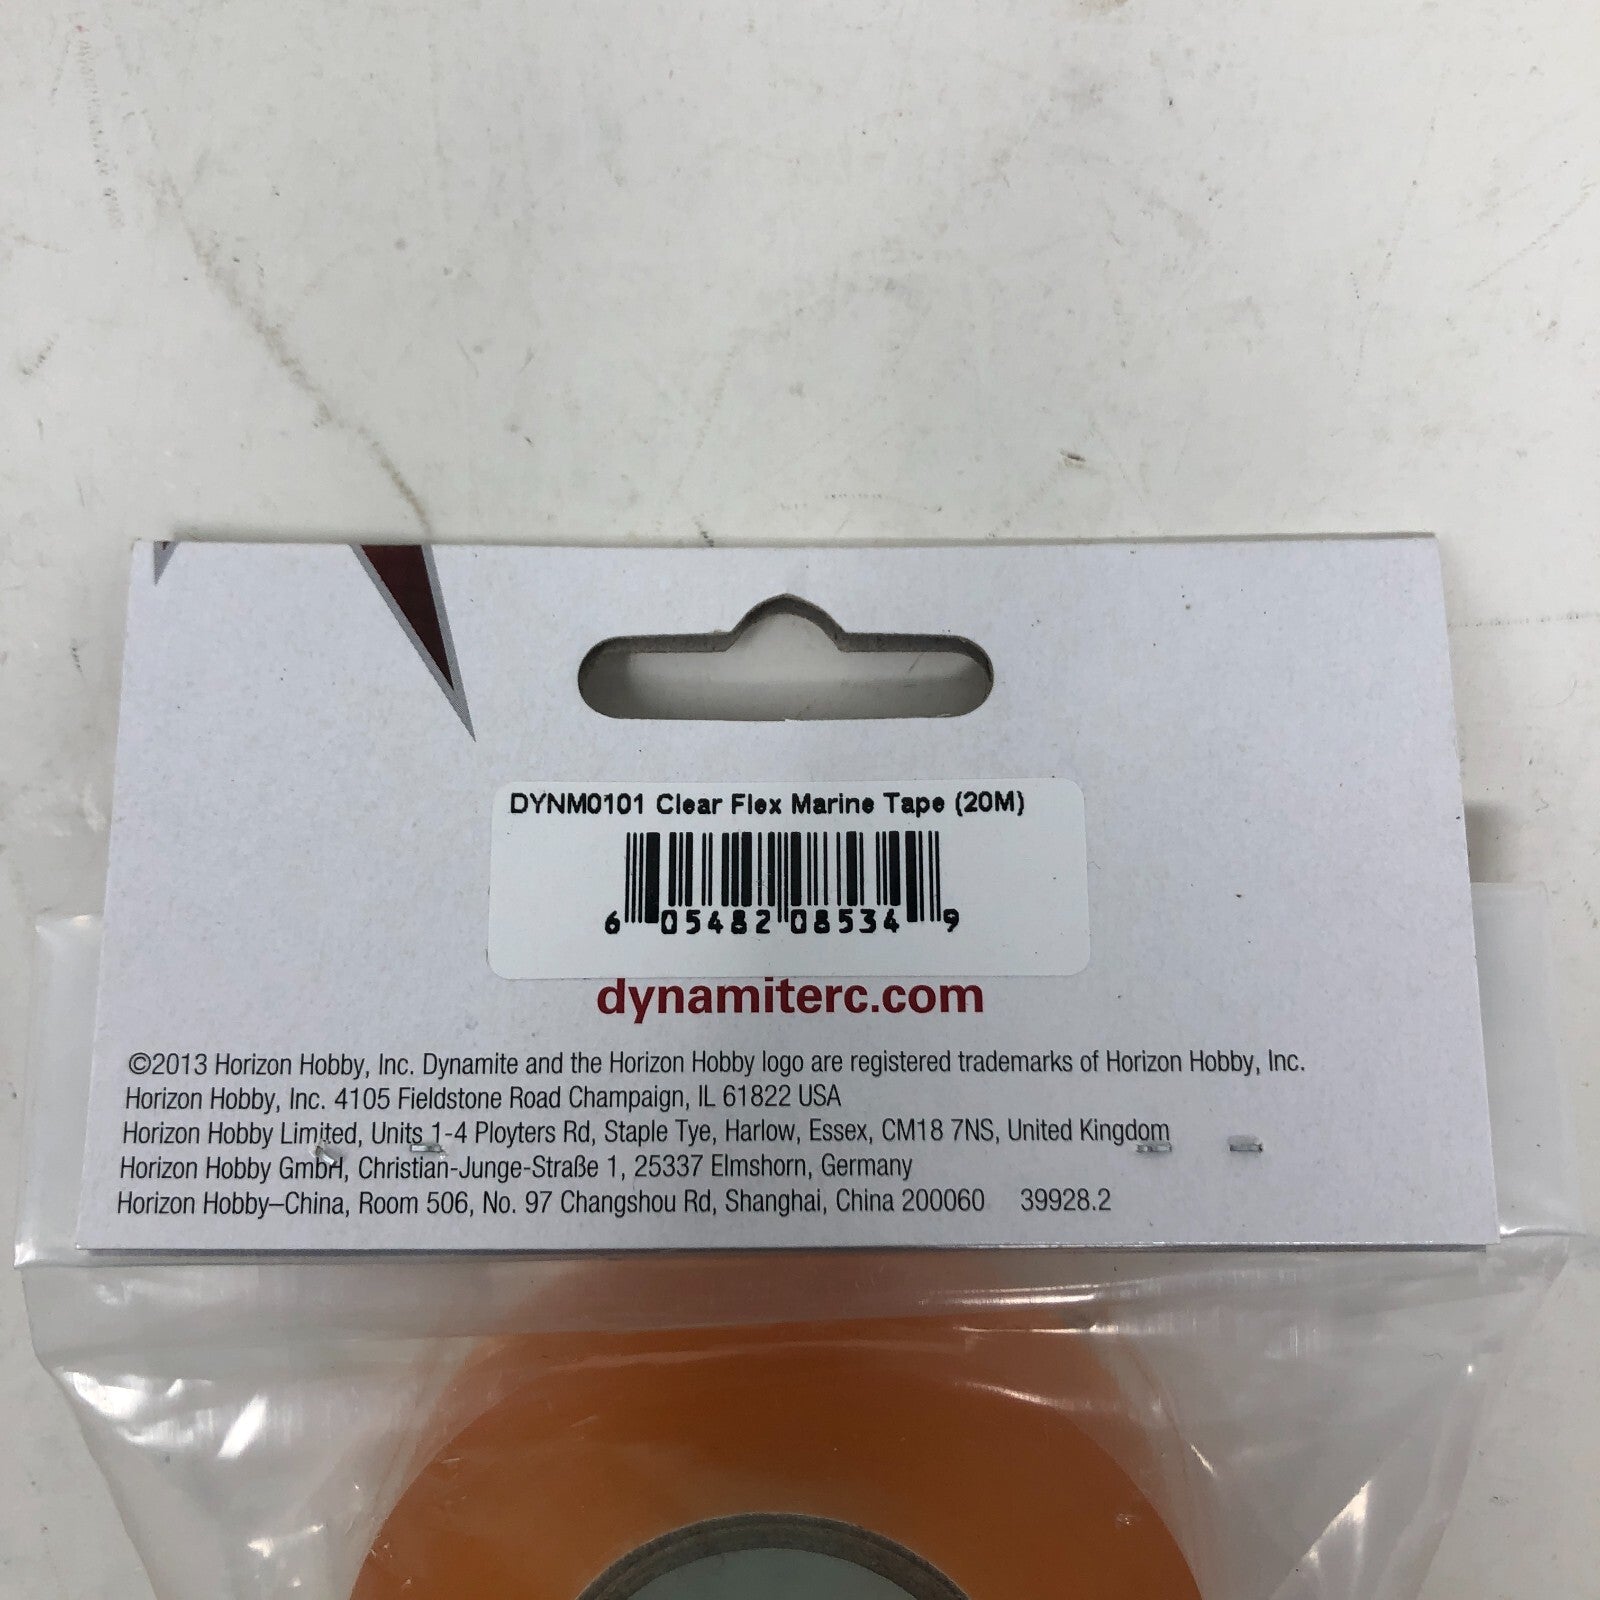 DYNM0101 Clear Flex Marine Tape (20M)
6 05482 08534 9
dynamiterc.com
©2013 Horizon Hobby, Inc. Dynamite and the Horizon Hobby logo are registered trademarks of Horizon Hobby, Inc.
Horizon Hobby, Inc. 4105 Fieldstone Road Champaign, IL 61822 USA
Horizon Hobby Limited, Units 1-4 Ployters Rd, Staple Tye, Harlow, Essex, CM18 7NS, United Kingdom
Horizon Hobby GmbH, Christian-Junge-Straße 1, 25337 Elmshorn, Germany
Horizon Hobby–China, Room 506, No. 97 Changshou Rd, Shanghai, China 200060 39928.2